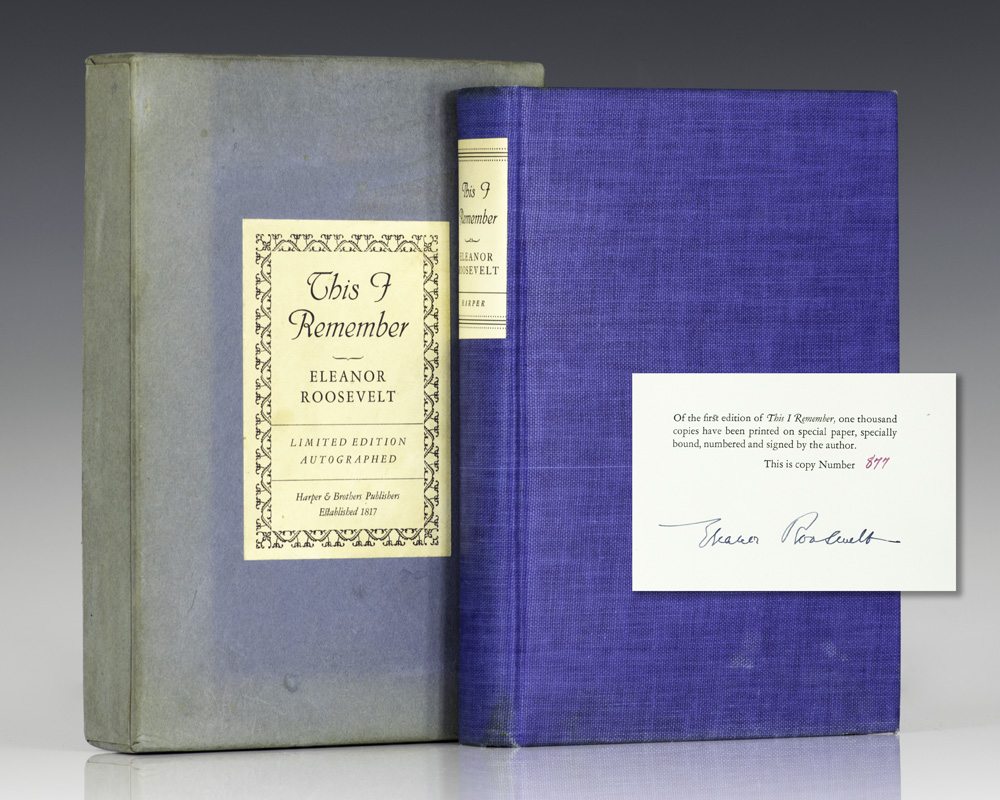 This I
Remember
ELEANOR
ROOSEVELT
LIMITED EDITION
AUTOGRAPHED
Harper & Brothers Publishers
Established 1817
This I
Remember
ELEANOR
ROOSEVELT
HARPER
Of the first edition of This I Remember, one thousand
copies have been printed on special paper, specially
bound, numbered and signed by the author.
This is copy Number 877
Eleanor Roosevelt